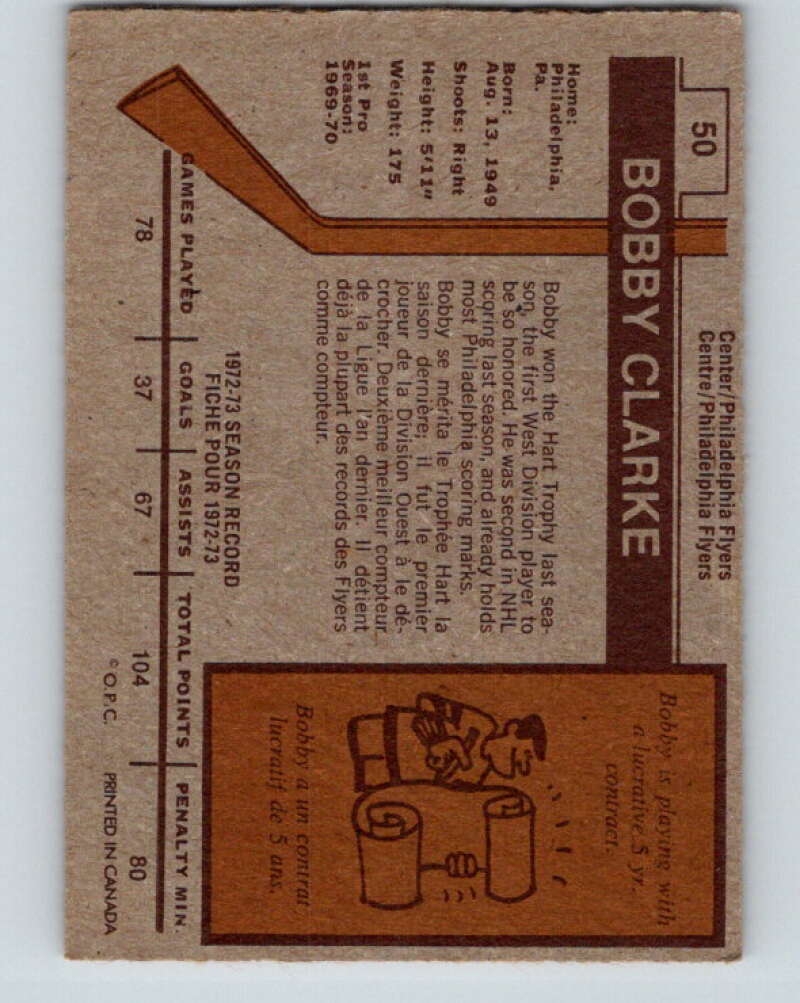 50
Center/Philadelphia Flyers
Centre/Philadelphia Flyers
BOBBY CLARKE
Home:
Philadelphia,
Pa.
Born:
Aug. 13, 1949
Shoots: Right
Height: 5'11"
Weight: 175
1st Pro
Season:
1969-70
Bobby won the Hart Trophy last sea-
son, the first West Division player to
be so honored. He was second in NHL
scoring last season, and already holds
most Philadelphia scoring marks.
Bobby se mérita le Trophée Hart la
saison dernière; il fut le premier
joueur de la Division Ouest à le dé-
crocher. Deuxième meilleur compteur
de la Ligue l'an dernier. Il détient
déjà la plupart des records des Flyers
comme compteur.
Bobby is playing with
a lucrative 5 yr.
contract.
Bobby a un contrat
lucratif de 5 ans.
1972-73 SEASON RECORD
FICHE POUR 1972-73
GAMES PLAYED GOALS ASSISTS TOTAL POINTS PENALTY MIN
78 37 67 104 80
© O.P.C. PRINTED IN CANADA